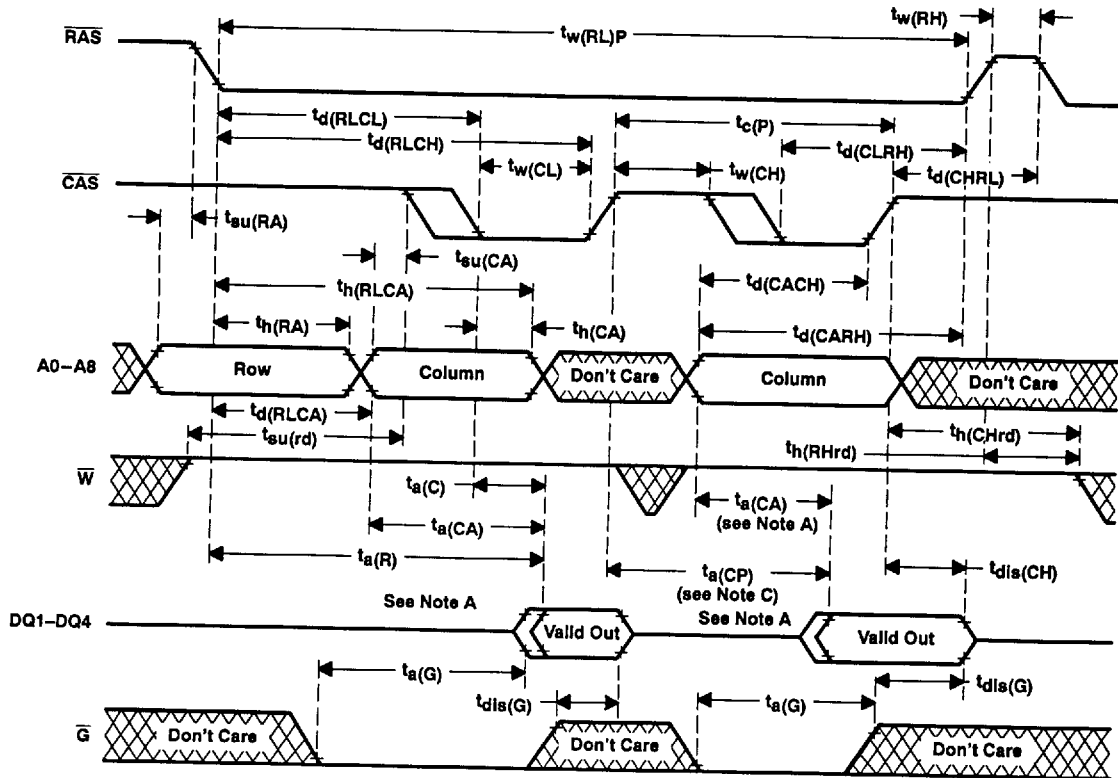 tw(RH)
RAS
tw(RL)P
td(RLCL)
tc(P)
td(RLCH)
td(CLRH)
tw(CL)
tw(CH)
td(CHRL)
CAS
tsu(RA)
tsu(CA)
th(RLCA)
td(CACH)
th(RA)
th(CA)
td(CARH)
A0–A8
Row
Column
Don't Care
Column
Don't Care
td(RLCA)
th(CHrd)
tsu(rd)
th(RHrd)
W
ta(C)
ta(CA)
(see Note A)
ta(CA)
ta(R)
ta(CP)
(see Note C)
tdis(CH)
See Note A
See Note A
DQ1–DQ4
Valid Out
Valid Out
ta(G)
tdis(G)
ta(G)
tdis(G)
G
Don't Care
Don't Care
Don't Care